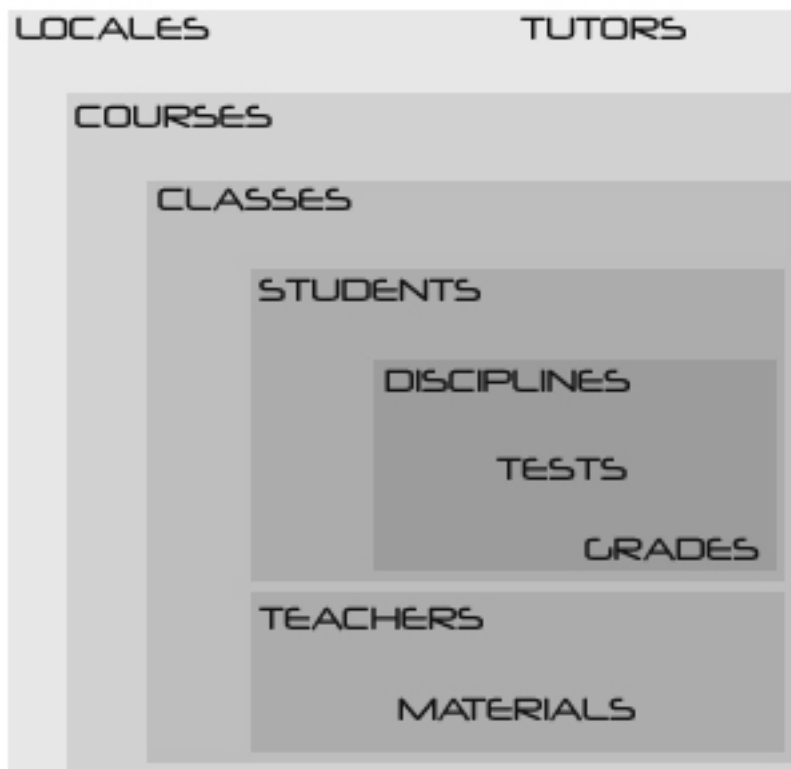 LOCALES TUTORS
COURSES
CLASSES
STUDENTS
DISCIPLINES
TESTS
GRADES
TEACHERS
MATERIALS